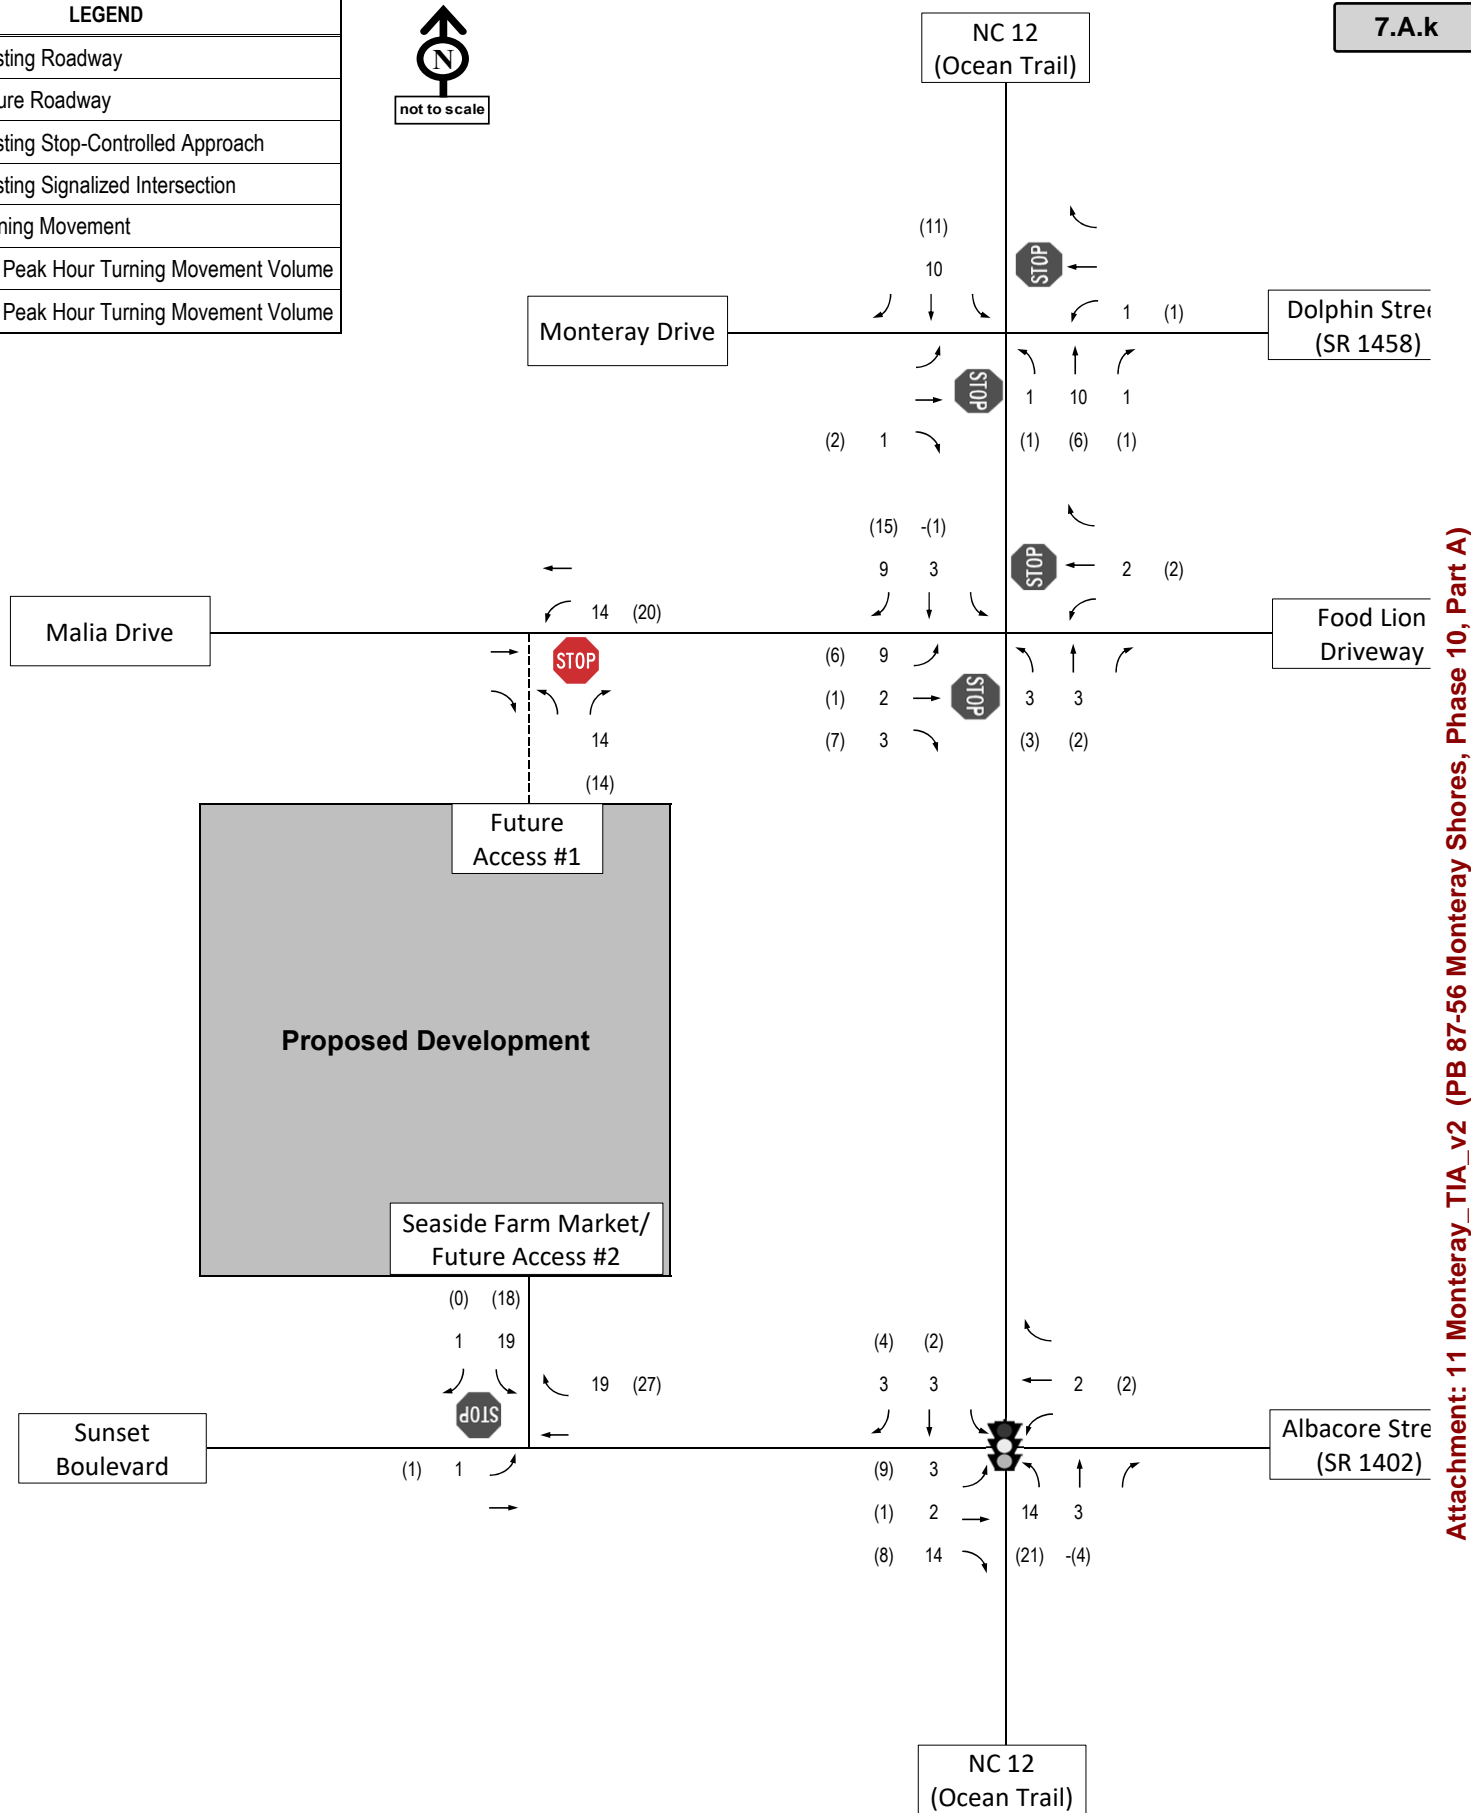 LEGEND
sting Roadway
ure Roadway
sting Stop-Controlled Approach
sting Signalized Intersection
ning Movement
Peak Hour Turning Movement Volume
Peak Hour Turning Movement Volume
N
not to scale
NC 12
(Ocean Trail)
7.A.k
(11)
10
STOP
Monteray Drive
1 (1)
Dolphin Stree
(SR 1458)
STOP
1 10 1
(2) 1
(1) (6) (1)
(15) -(1)
9 3
STOP
2 (2)
Malia Drive
14 (20)
STOP
Food Lion
Driveway
(6) 9
(1) 2
STOP
3 3
(7) 3
(3) (2)
14
(14)
Future
Access #1
Proposed Development
Seaside Farm Market/
Future Access #2
(0) (18)
1 19
STOP
19 (27)
Sunset
Boulevard
(1) 1
(4) (2)
3 3
2 (2)
Albacore Stre
(SR 1402)
(9) 3
(1) 2
14 3
(8) 14
(21) -(4)
NC 12
(Ocean Trail)
Attachment: 11 Monteray_TIA_v2 (PB 87-56 Monteray Shores, Phase 10, Part A)